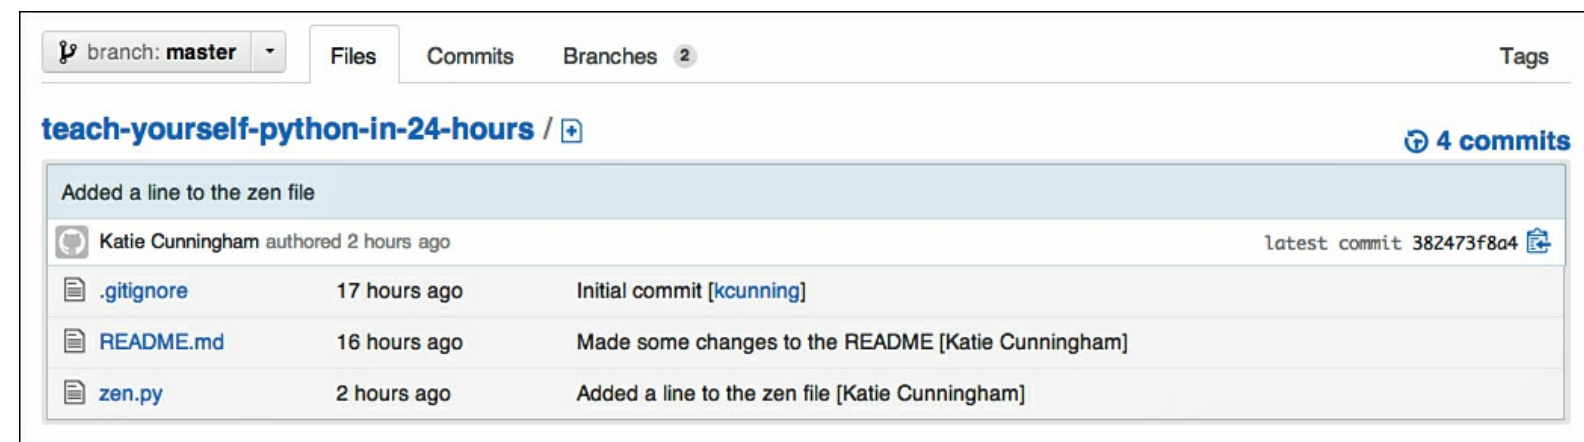 branch: master Files Commits Branches 2 Tags
teach-yourself-python-in-24-hours /
4 commits
Added a line to the zen file
Katie Cunningham authored 2 hours ago latest commit 382473f8a4
.gitignore 17 hours ago Initial commit [kcunning]
README.md 16 hours ago Made some changes to the README [Katie Cunningham]
zen.py 2 hours ago Added a line to the zen file [Katie Cunningham]